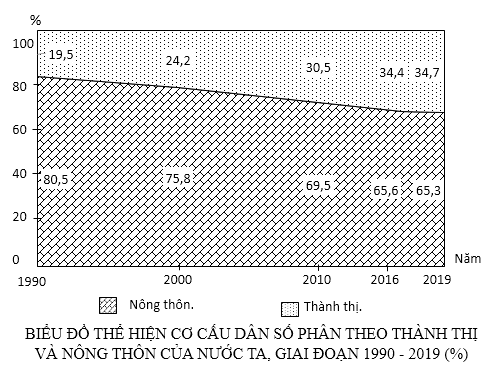 %
100
80
60
40
20
0
19,5 24,2 30,5 34,4 34,7
80,5 75,8 69,5 65,6 65,3
Năm
1990 2000 2010 2016 2019
Nông thôn. Thành thị.
BIỂU ĐỒ THỂ HIỆN CƠ CẤU DÂN SỐ PHÂN THEO THÀNH THỊ
VÀ NÔNG THÔN CỦA NƯỚC TA, GIAI ĐOẠN 1990 - 2019 (%)